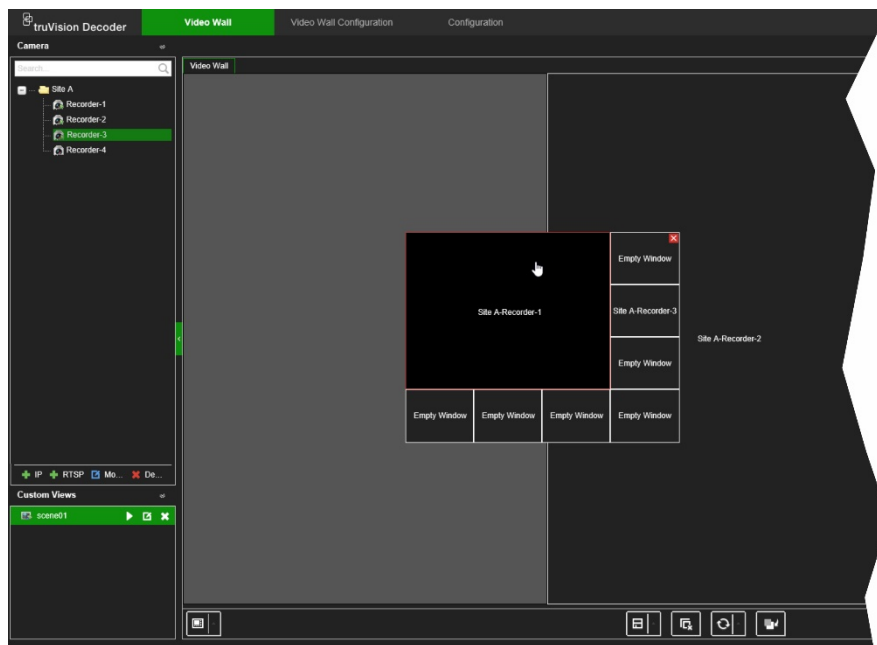 truVision Decoder
Video Wall
Video Wall Configuration
Configuration
Camera
Search...
Video Wall
Site A
Recorder-1
Recorder-2
Recorder-3
Recorder-4
Empty Window
Site A-Recorder-1
Site A-Recorder-3
Site A-Recorder-2
Empty Window
Empty Window Empty Window Empty Window Empty Window
IP RTSP Mo... De...
Custom Views
scene01